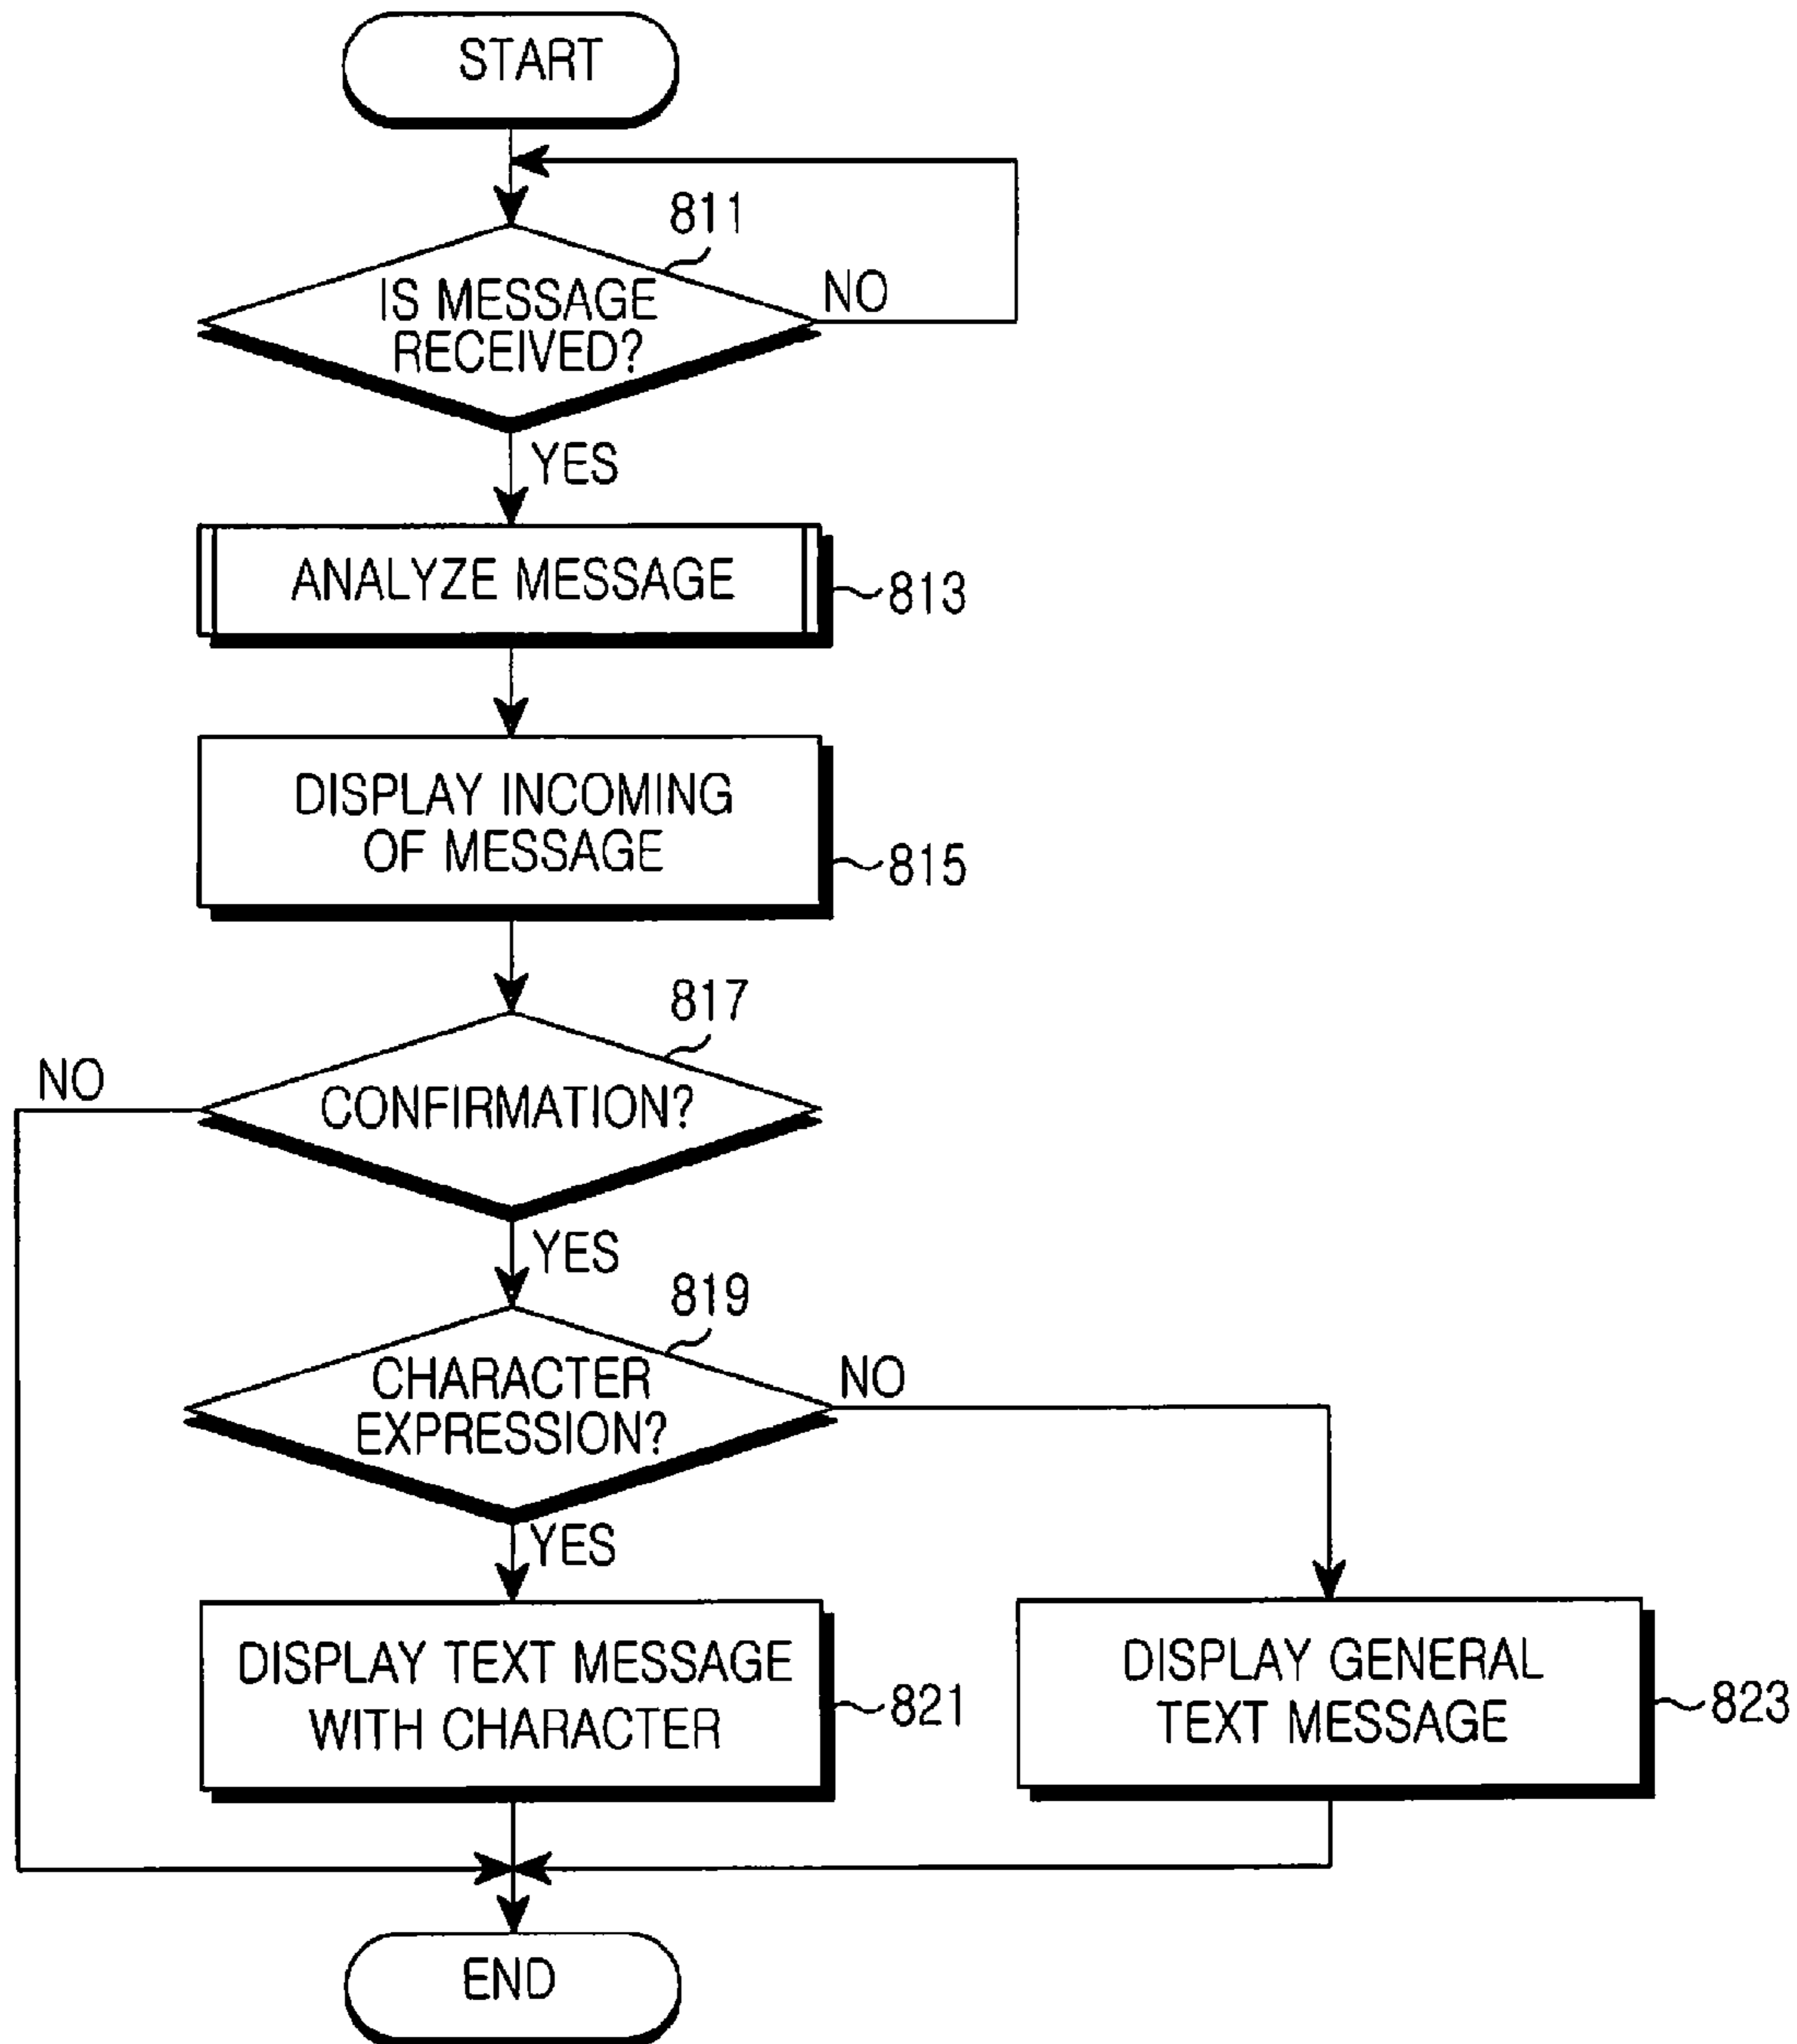 START
811
IS MESSAGE
RECEIVED?
NO
YES
ANALYZE MESSAGE
813
DISPLAY INCOMING
OF MESSAGE
815
817
NO
CONFIRMATION?
YES
819
CHARACTER
EXPRESSION?
NO
YES
DISPLAY TEXT MESSAGE
WITH CHARACTER
821
DISPLAY GENERAL
TEXT MESSAGE
823
END